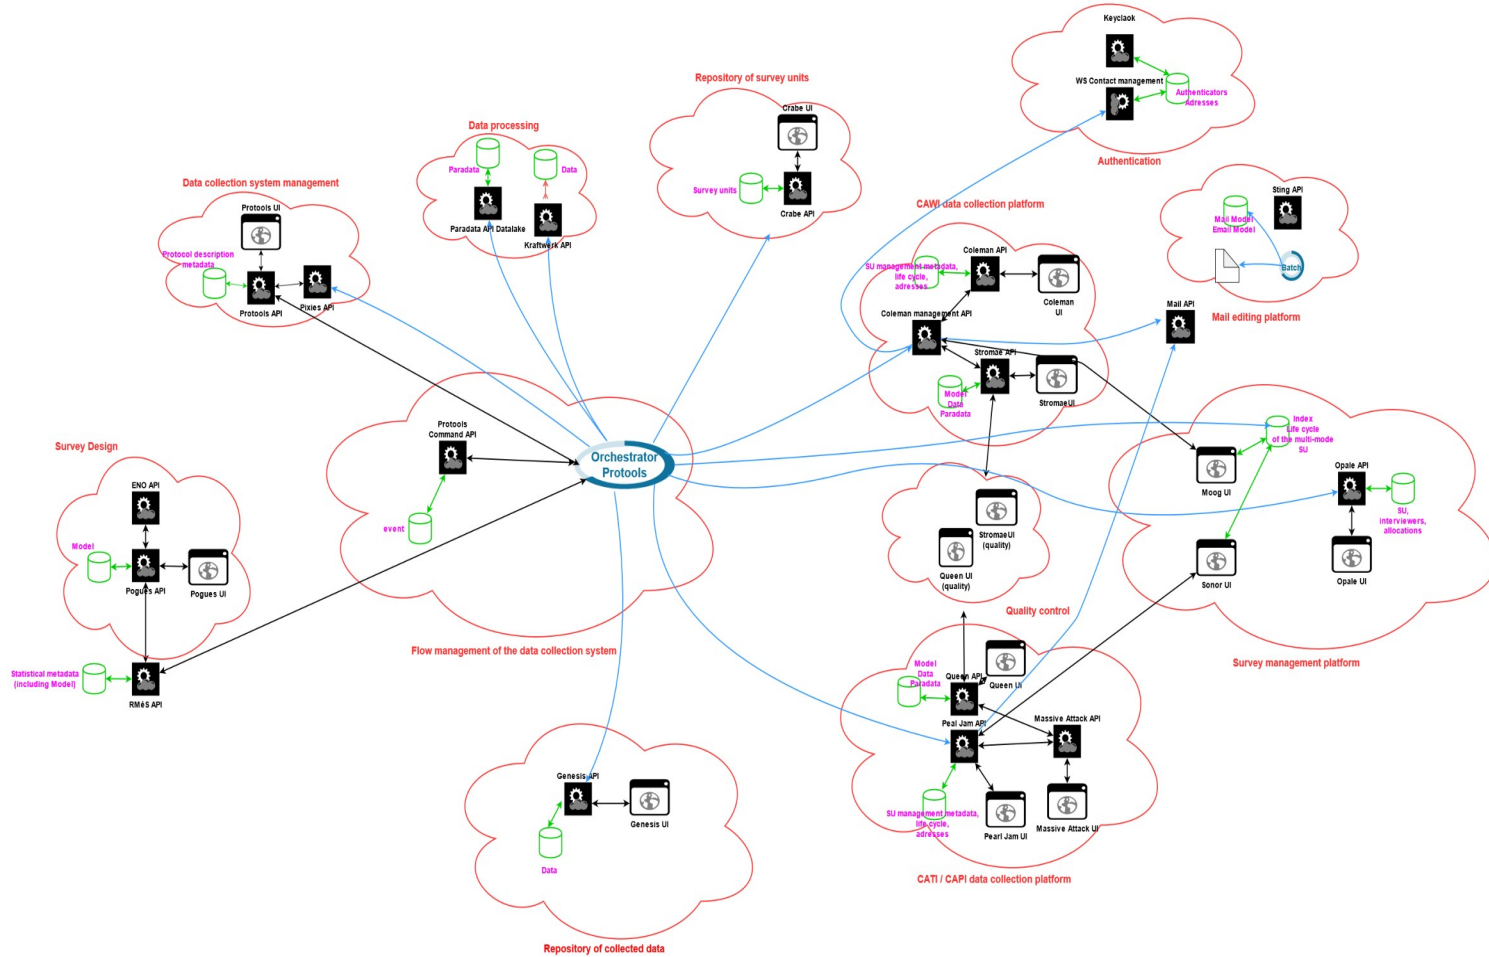 Keyclaok
WS Contact management
Authenticators
Adresses
Authentication
Repository of survey units
Crabe UI
Survey units
Crabe API
Data processing
Paradata
Data
Paradata API Datalake
Kraftwerk API
Data collection system management
Protools UI
Protocol description
metadata
Protools API
Pixies API
CAWI data collection platform
Coleman API
SU management metadata,
life cycle,
adresses
Coleman
UI
Coleman management API
Stromae API
StromaeUI
Model
Data
Paradata
Sting API
Mail Model
Email Model
Batch
Mail editing platform
Mail API
Survey Design
ENO API
Model
Pogues API
Pogues UI
Statistical metadata
(including Model)
RMéS API
Protools
Command API
event
Orchestrator
Protools
Flow management of the data collection system
StromaeUI
(quality)
Queen UI
(quality)
Quality control
Index
Life cycle
of the multi-mode
SU
Moog UI
Opale API
SU,
interviewers,
allocations
Sonor UI
Opale UI
Survey management platform
Model
Data
Paradata
Queen API
Queen UI
Peal Jam API
Massive Attack API
SU management metadata,
life cycle,
adresses
Pearl Jam UI
Massive Attack UI
CATI / CAPI data collection platform
Genesis API
Genesis UI
Data
Repository of collected data